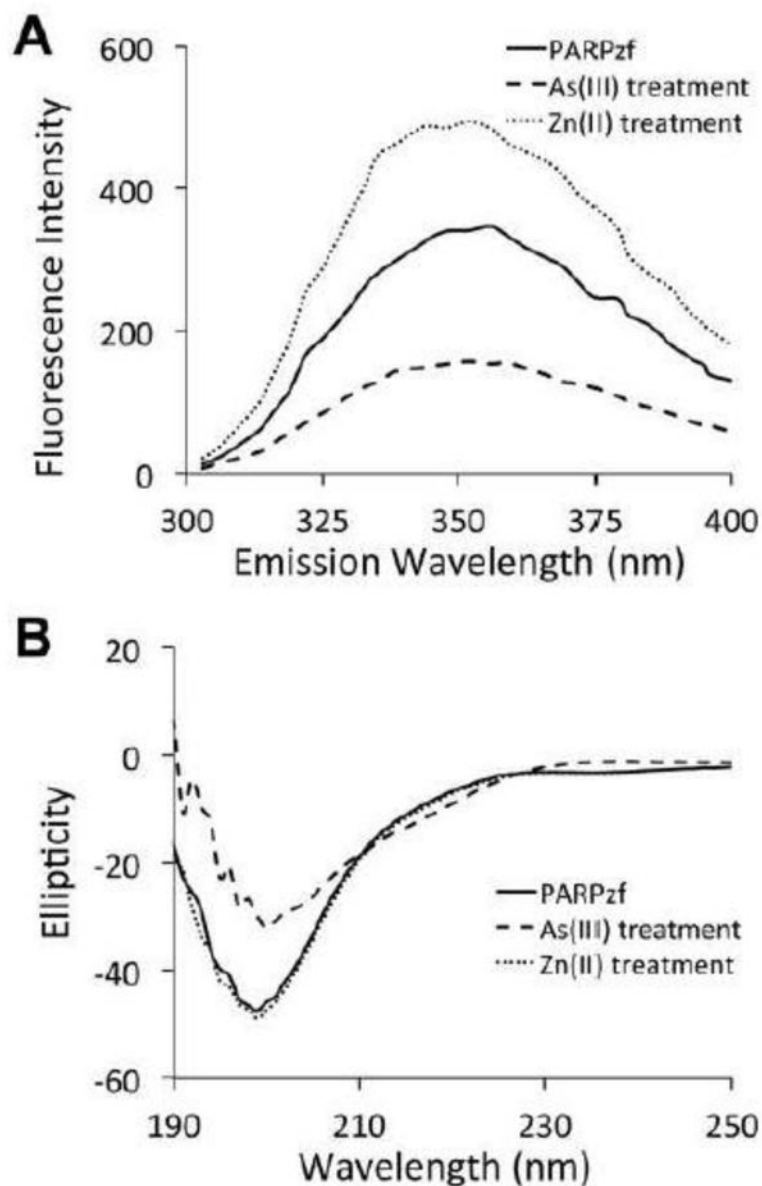 A
600
400
200
0
Fluorescence Intensity
PARPzf
As(III) treatment
Zn(II) treatment
300 325 350 375 400
Emission Wavelength (nm)
B
20
0
-20
-40
-60
Ellipticity
PARPzf
As(III) treatment
Zn(II) treatment
190 210 230 250
Wavelength (nm)